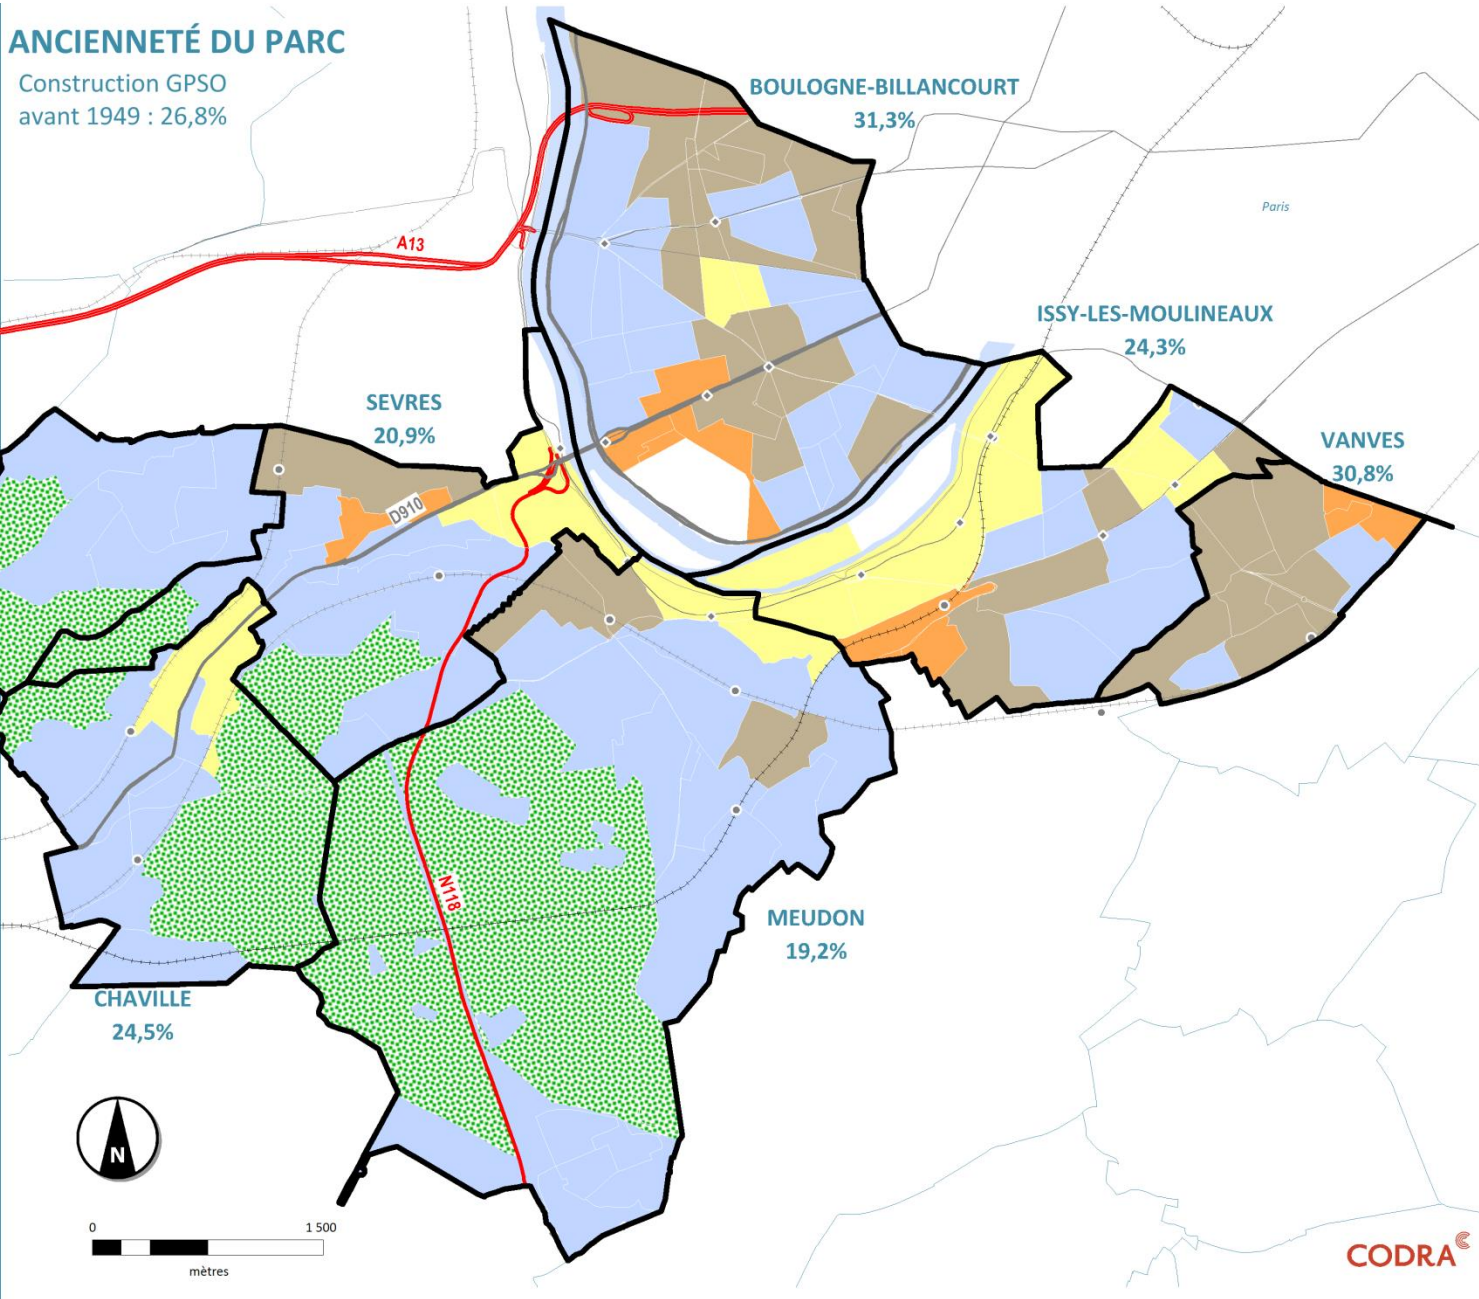 ANCIENNETÉ DU PARC
Construction GPSO
avant 1949 : 26,8%
BOULOGNE-BILLANCOURT
31,3%
Paris
A13
ISSY-LES-MOULINEAUX
24,3%
SEVRES
20,9%
VANVES
30,8%
D910
N118
MEUDON
19,2%
CHAVILLE
24,5%
N
0 1 500
mètres
CODRA